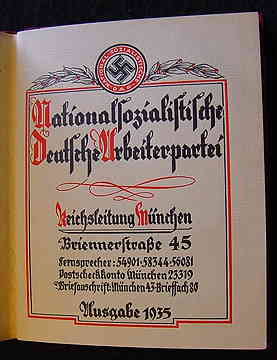 Nationalsozialistische
Deutsche Arbeiterpartei
Reichsleitung München
Briennerstraße 45
Fernsprecher: 54901·58344·56081
Postscheckkonto München 23319
Briefanschrift: München 43·Brieffach 80
Ausgabe 1935